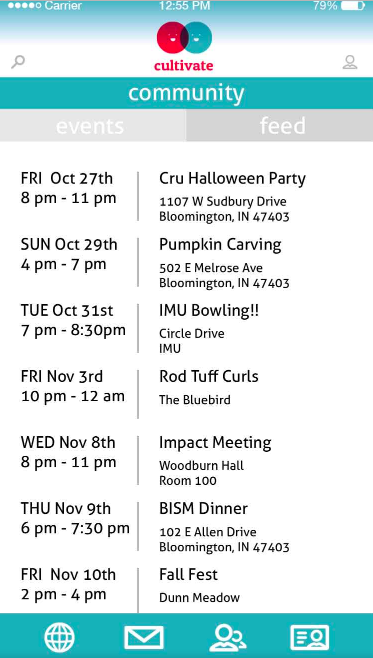 Carrier 12:55 PM 79%
cultivate
community
events feed
FRI Oct 27th
8 pm - 11 pm
Cru Halloween Party
1107 W Sudbury Drive
Bloomington, IN 47403
SUN Oct 29th
4 pm - 7 pm
Pumpkin Carving
502 E Melrose Ave
Bloomington, IN 47403
TUE Oct 31st
7 pm - 8:30pm
IMU Bowling!!
Circle Drive
IMU
FRI Nov 3rd
10 pm - 12 am
Rod Tuff Curls
The Bluebird
WED Nov 8th
8 pm - 11 pm
Impact Meeting
Woodburn Hall
Room 100
THU Nov 9th
6 pm - 7:30 pm
BISM Dinner
102 E Allen Drive
Bloomington, IN 47403
FRI Nov 10th
2 pm - 4 pm
Fall Fest
Dunn Meadow